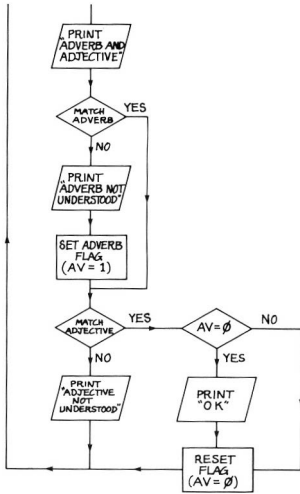 "PRINT
"ADVERB AND
ADJECTIVE"
MATCH
ADVERB
YES
NO
"PRINT
"ADVERB NOT
UNDERSTOOD"
SET ADVERB
FLAG
(AV = 1)
MATCH
ADJECTIVE
YES
AV=Ø
NO
NO
YES
PRINT
"ADJECTIVE
NOT
UNDERSTOOD"
PRINT
"OK"
RESET
FLAG
(AV=Ø)